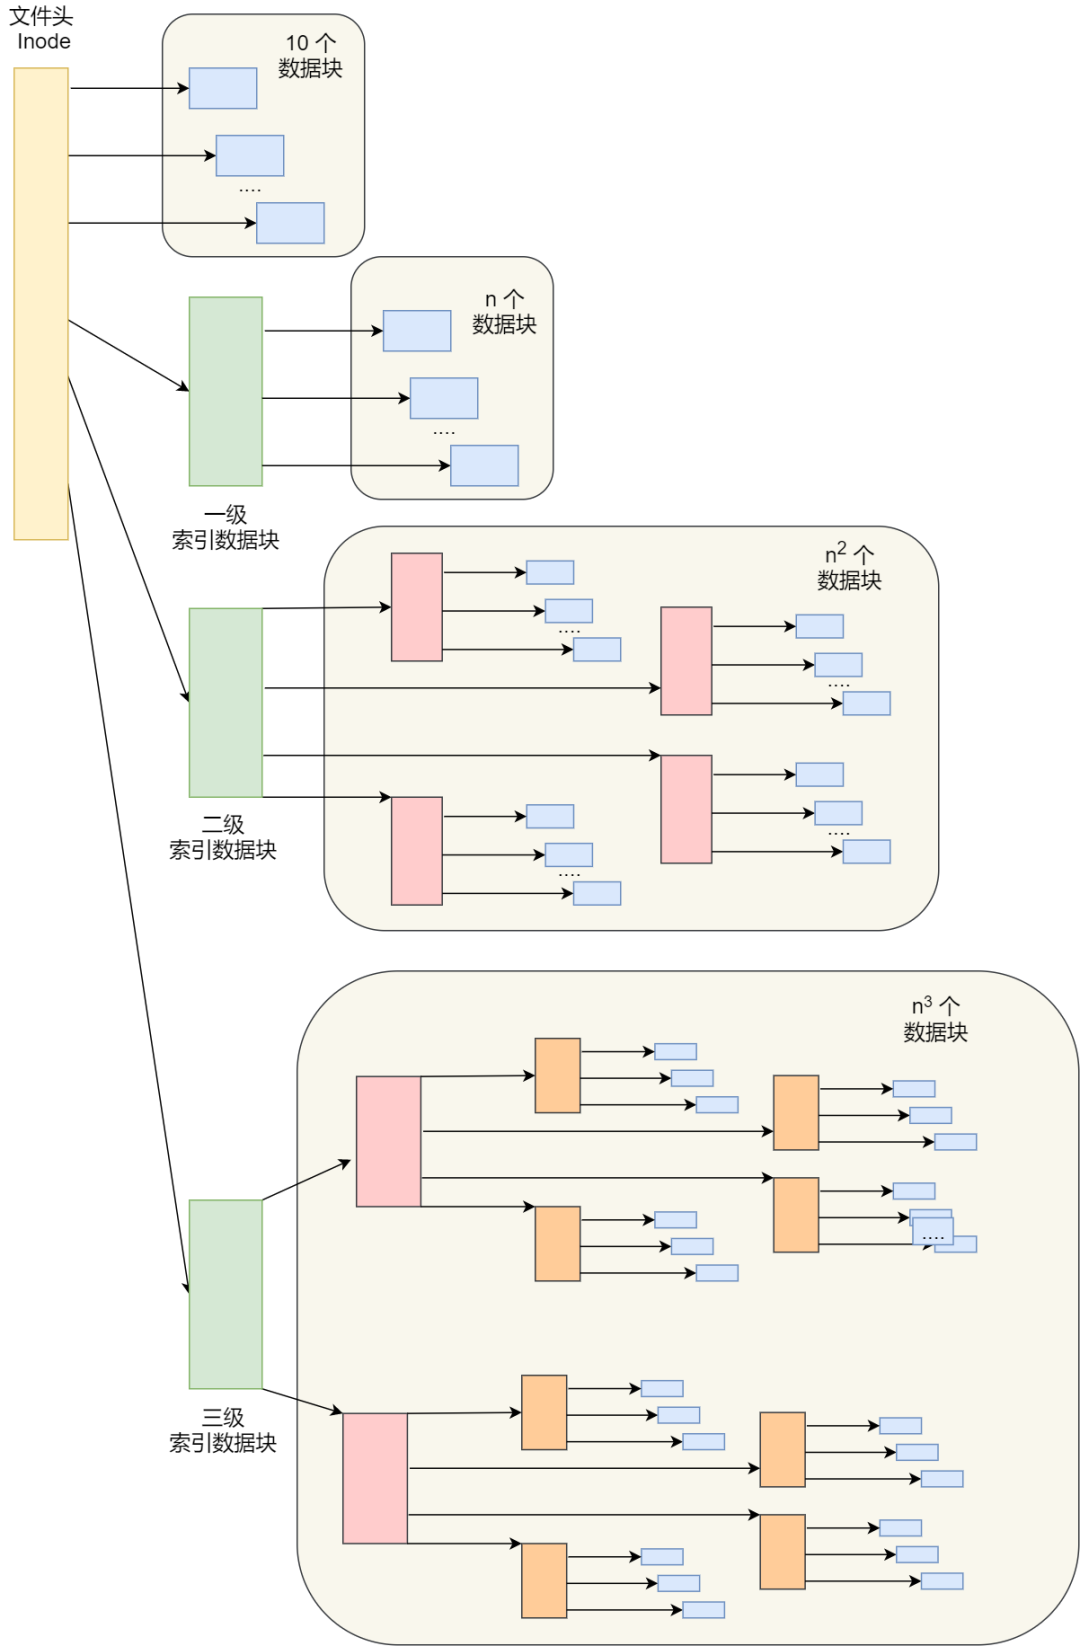 文件头
Inode
10 个
数据块
....
n 个
数据块
....
一级
索引数据块
n² 个
数据块
....
....
....
....
二级
索引数据块
n³ 个
数据块
....
三级
索引数据块